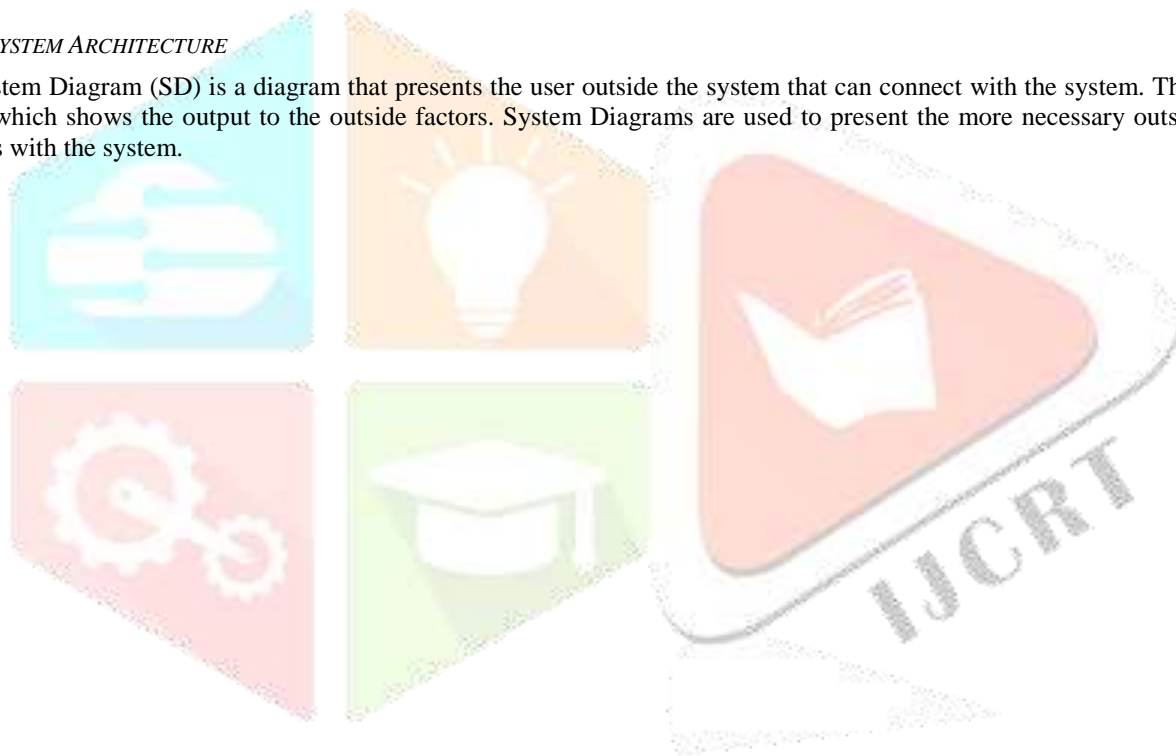 YSTEM ARCHITECTURE
stem Diagram (SD) is a diagram that presents the user outside the system that can connect with the system. Th
which shows the output to the outside factors. System Diagrams are used to present the more necessary outs
s with the system.
IJCRT